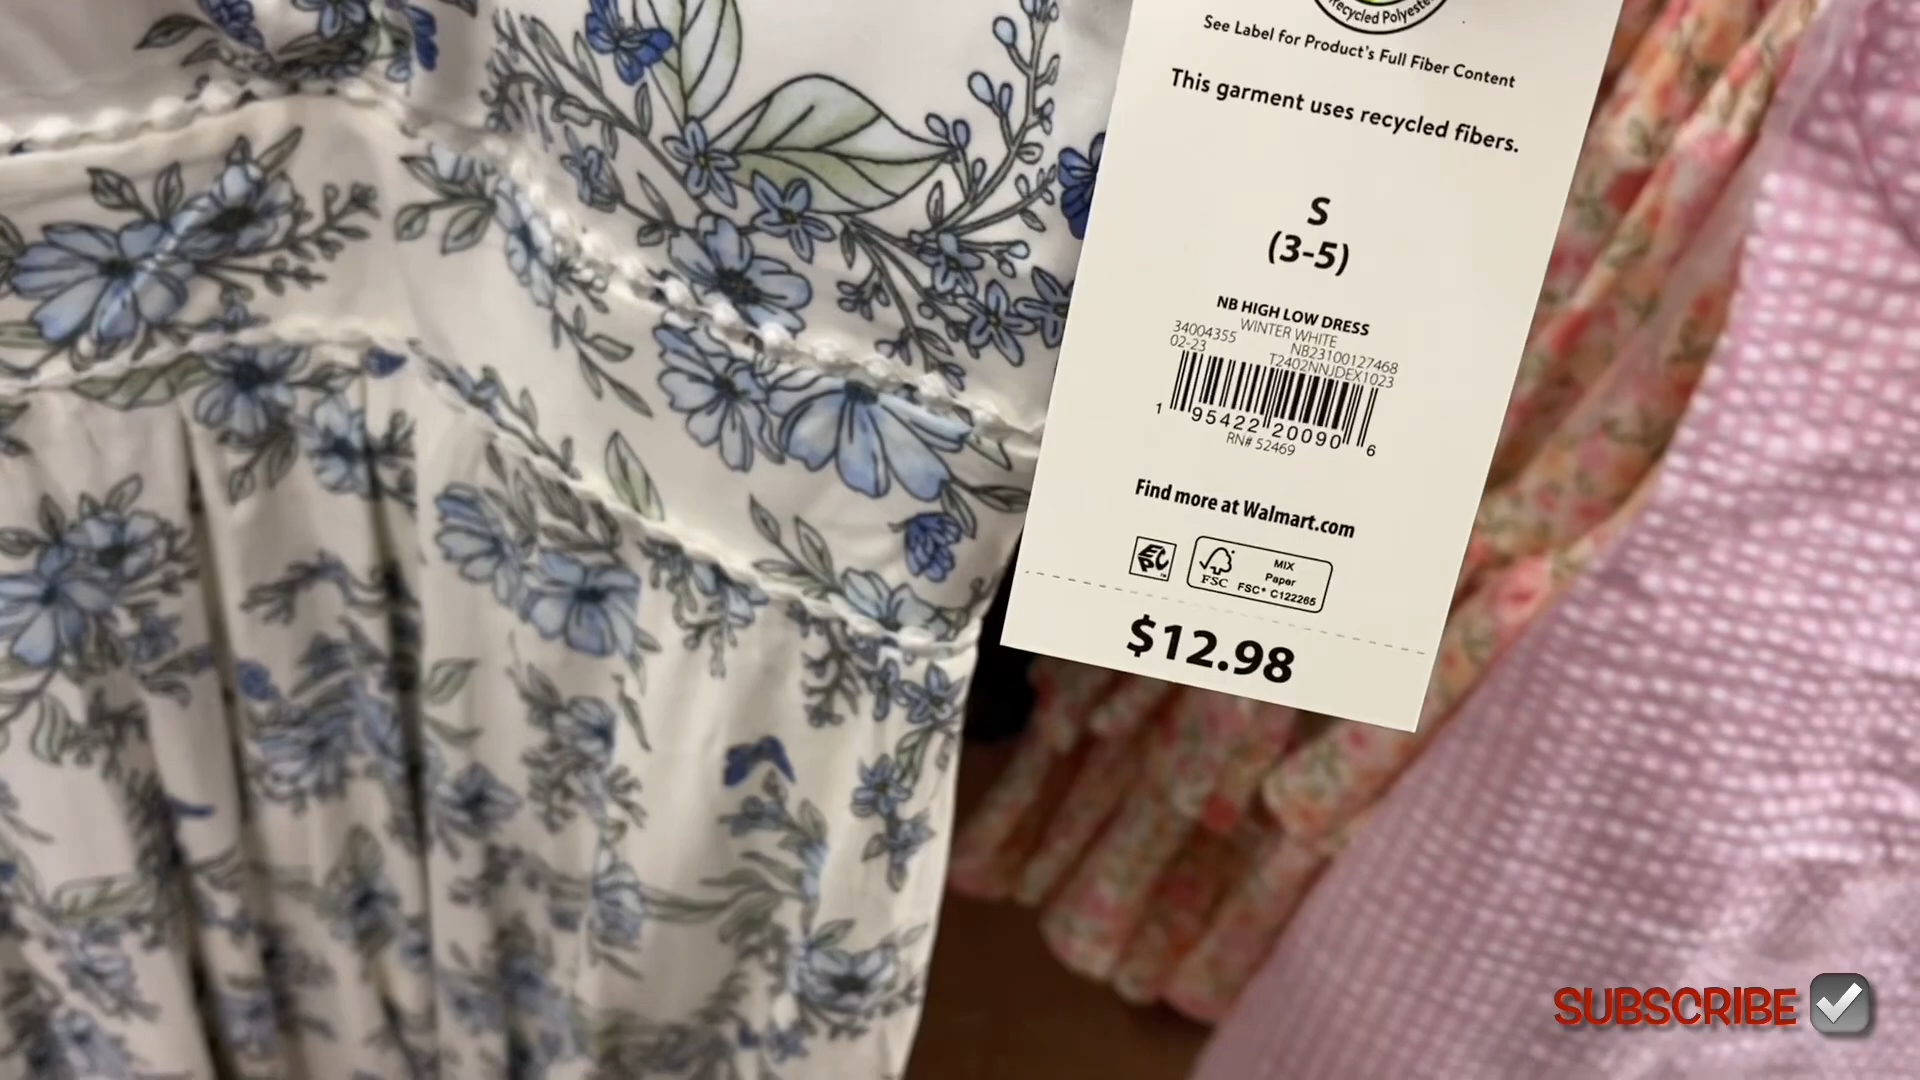 Recycled Polyester
See Label for Product's Full Fiber Content
This garment uses recycled fibers.
S
(3-5)
NB HIGH LOW DRESS
WINTER WHITE
34004355
NB23100127468
02-23
T2402NNJDEX1023
1 95422 20090 6
RN# 52469
Find more at Walmart.com
EPC
FSC
MIX
Paper
FSC® C122265
$12.98
SUBSCRIBE